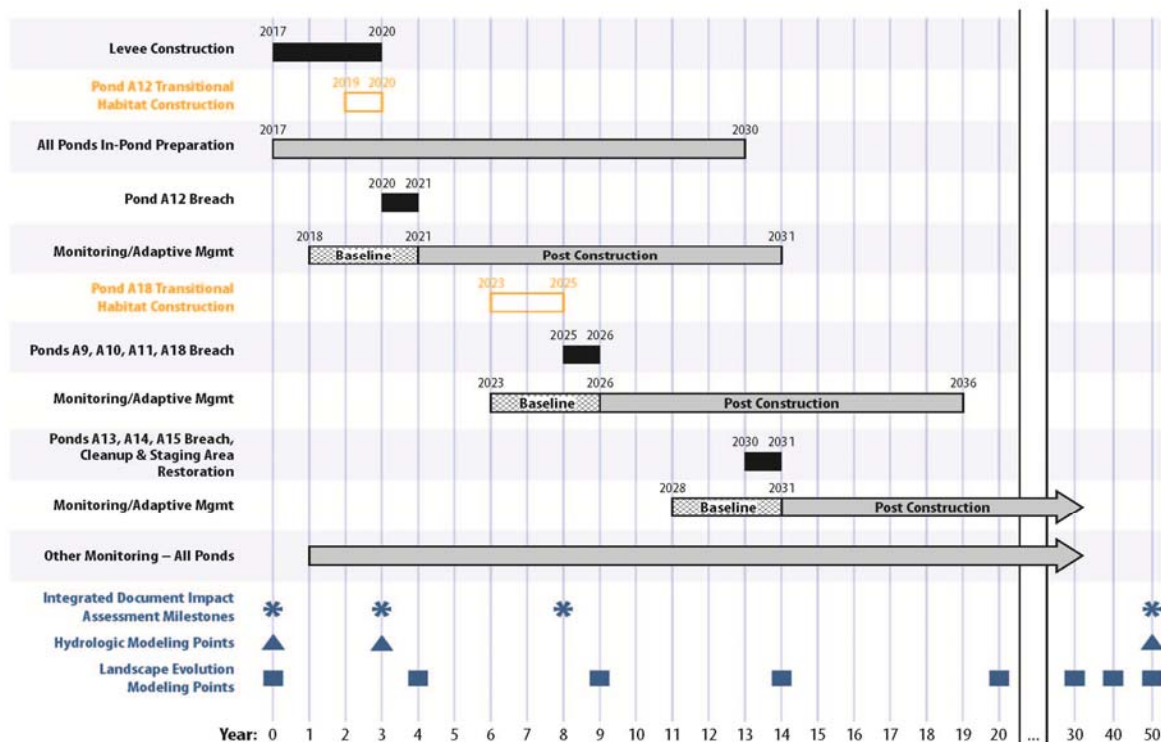 2017 2020
Levee Construction
Pond A12 Transitional
Habitat Construction
2019 2020
2017 2030
All Ponds In-Pond Preparation
2020 2021
Pond A12 Breach
2018 2021 2031
Monitoring/Adaptive Mgmt Baseline Post Construction
Pond A18 Transitional
Habitat Construction
2023 2025
2025 2026
Ponds A9, A10, A11, A18 Breach
2023 2026 2036
Monitoring/Adaptive Mgmt Baseline Post Construction
Ponds A13, A14, A15 Breach,
Cleanup & Staging Area
Restoration
2030 2031
2028 2031
Monitoring/Adaptive Mgmt Baseline Post Construction
Other Monitoring – All Ponds
Integrated Document Impact
Assessment Milestones
Hydrologic Modeling Points
Landscape Evolution
Modeling Points
Year: 0 1 2 3 4 5 6 7 8 9 10 11 12 13 14 15 16 17 18 19 20 ... 30 40 50